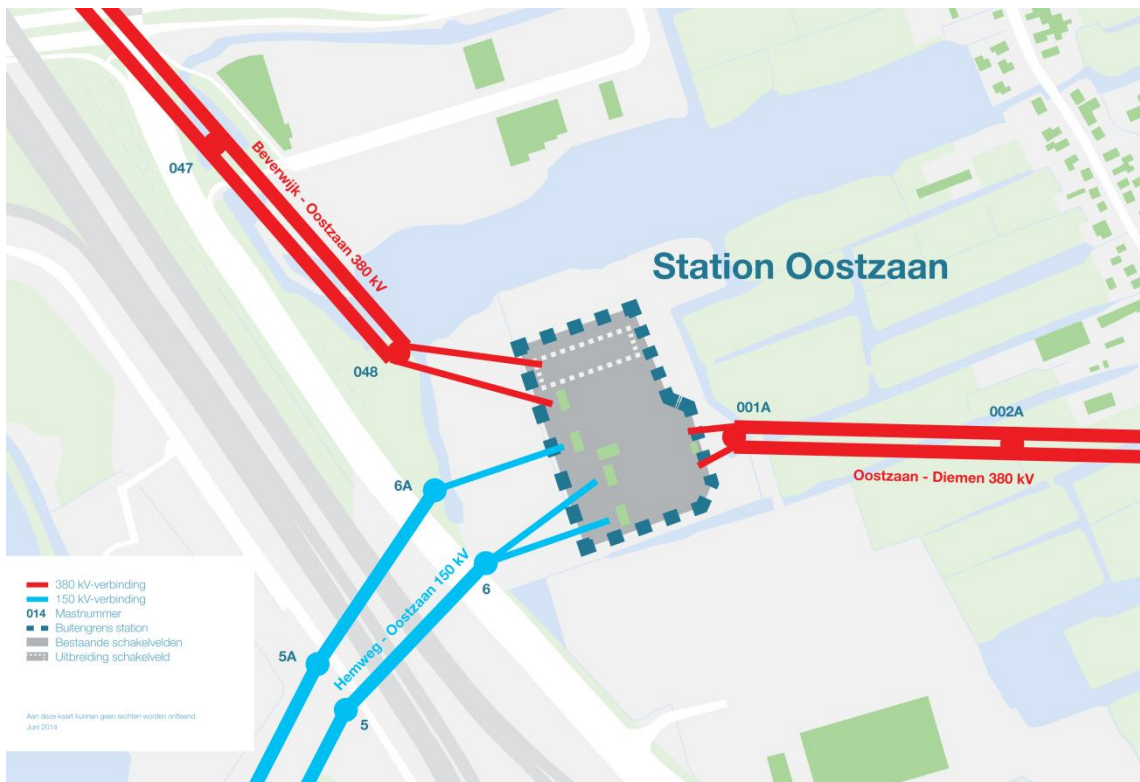 047
Beverwijk - Oostzaan 380 kV
Station Oostzaan
048
001A
002A
Oostzaan - Diemen 380 kV
6A
6
Hemweg - Oostzaan 150 kV
5A
5
380 kV-verbinding
150 kV-verbinding
014 Mastnummer
Buitengrens station
Bestaande schakelvelden
Uitbreiding schakelveld
Aan deze kaart kunnen geen rechten worden ontleend.
Juni 2014